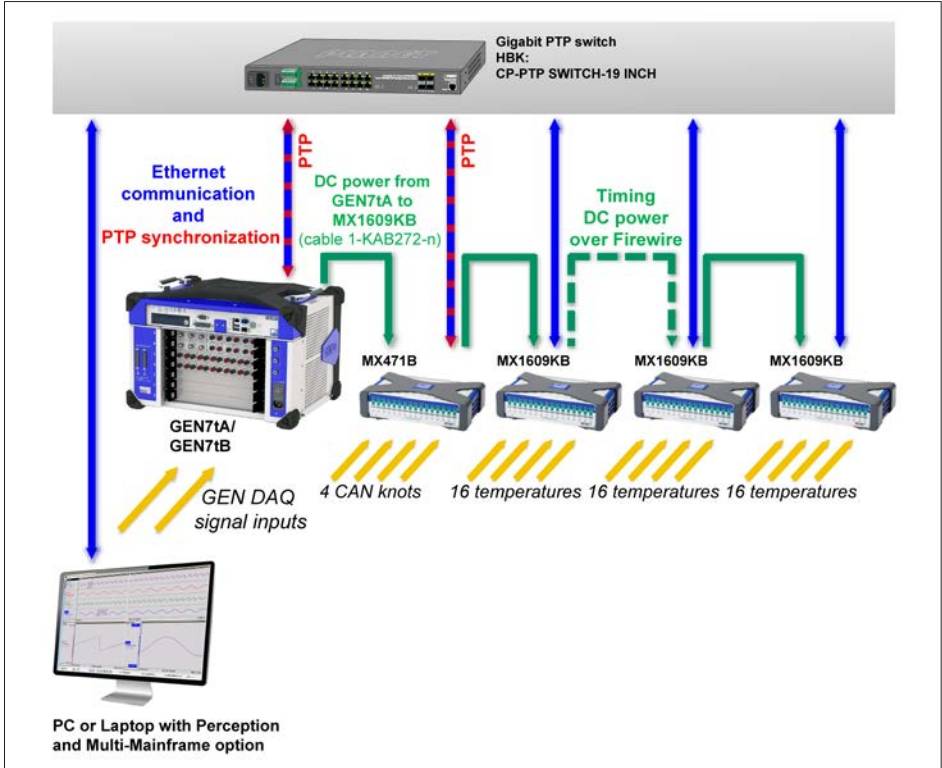 Gigabit PTP switch
HBK:
CP-PTP SWITCH-19 INCH
Ethernet
communication
and
PTP synchronization
PTP
DC power from
GEN7tA to
MX1609KB
(cable 1-KAB272-n)
PTP
Timing
DC power
over Firewire
MX471B
MX1609KB
MX1609KB
MX1609KB
GEN7tA/
GEN7tB
GEN DAQ
signal inputs
4 CAN knots
16 temperatures
16 temperatures
16 temperatures
PC or Laptop with Perception
and Multi-Mainframe option